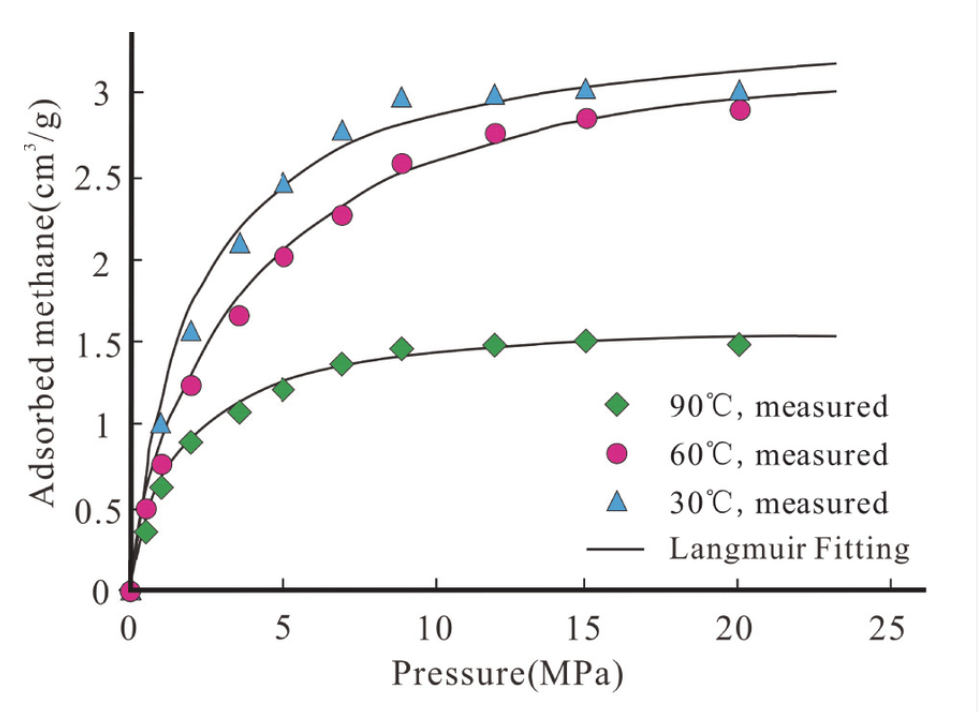 Adsorbed methane(cm³/g)
3
2.5
2
1.5
1
0.5
0
0 5 10 15 20 25
Pressure(MPa)
90℃, measured
60℃, measured
30℃, measured
Langmuir Fitting